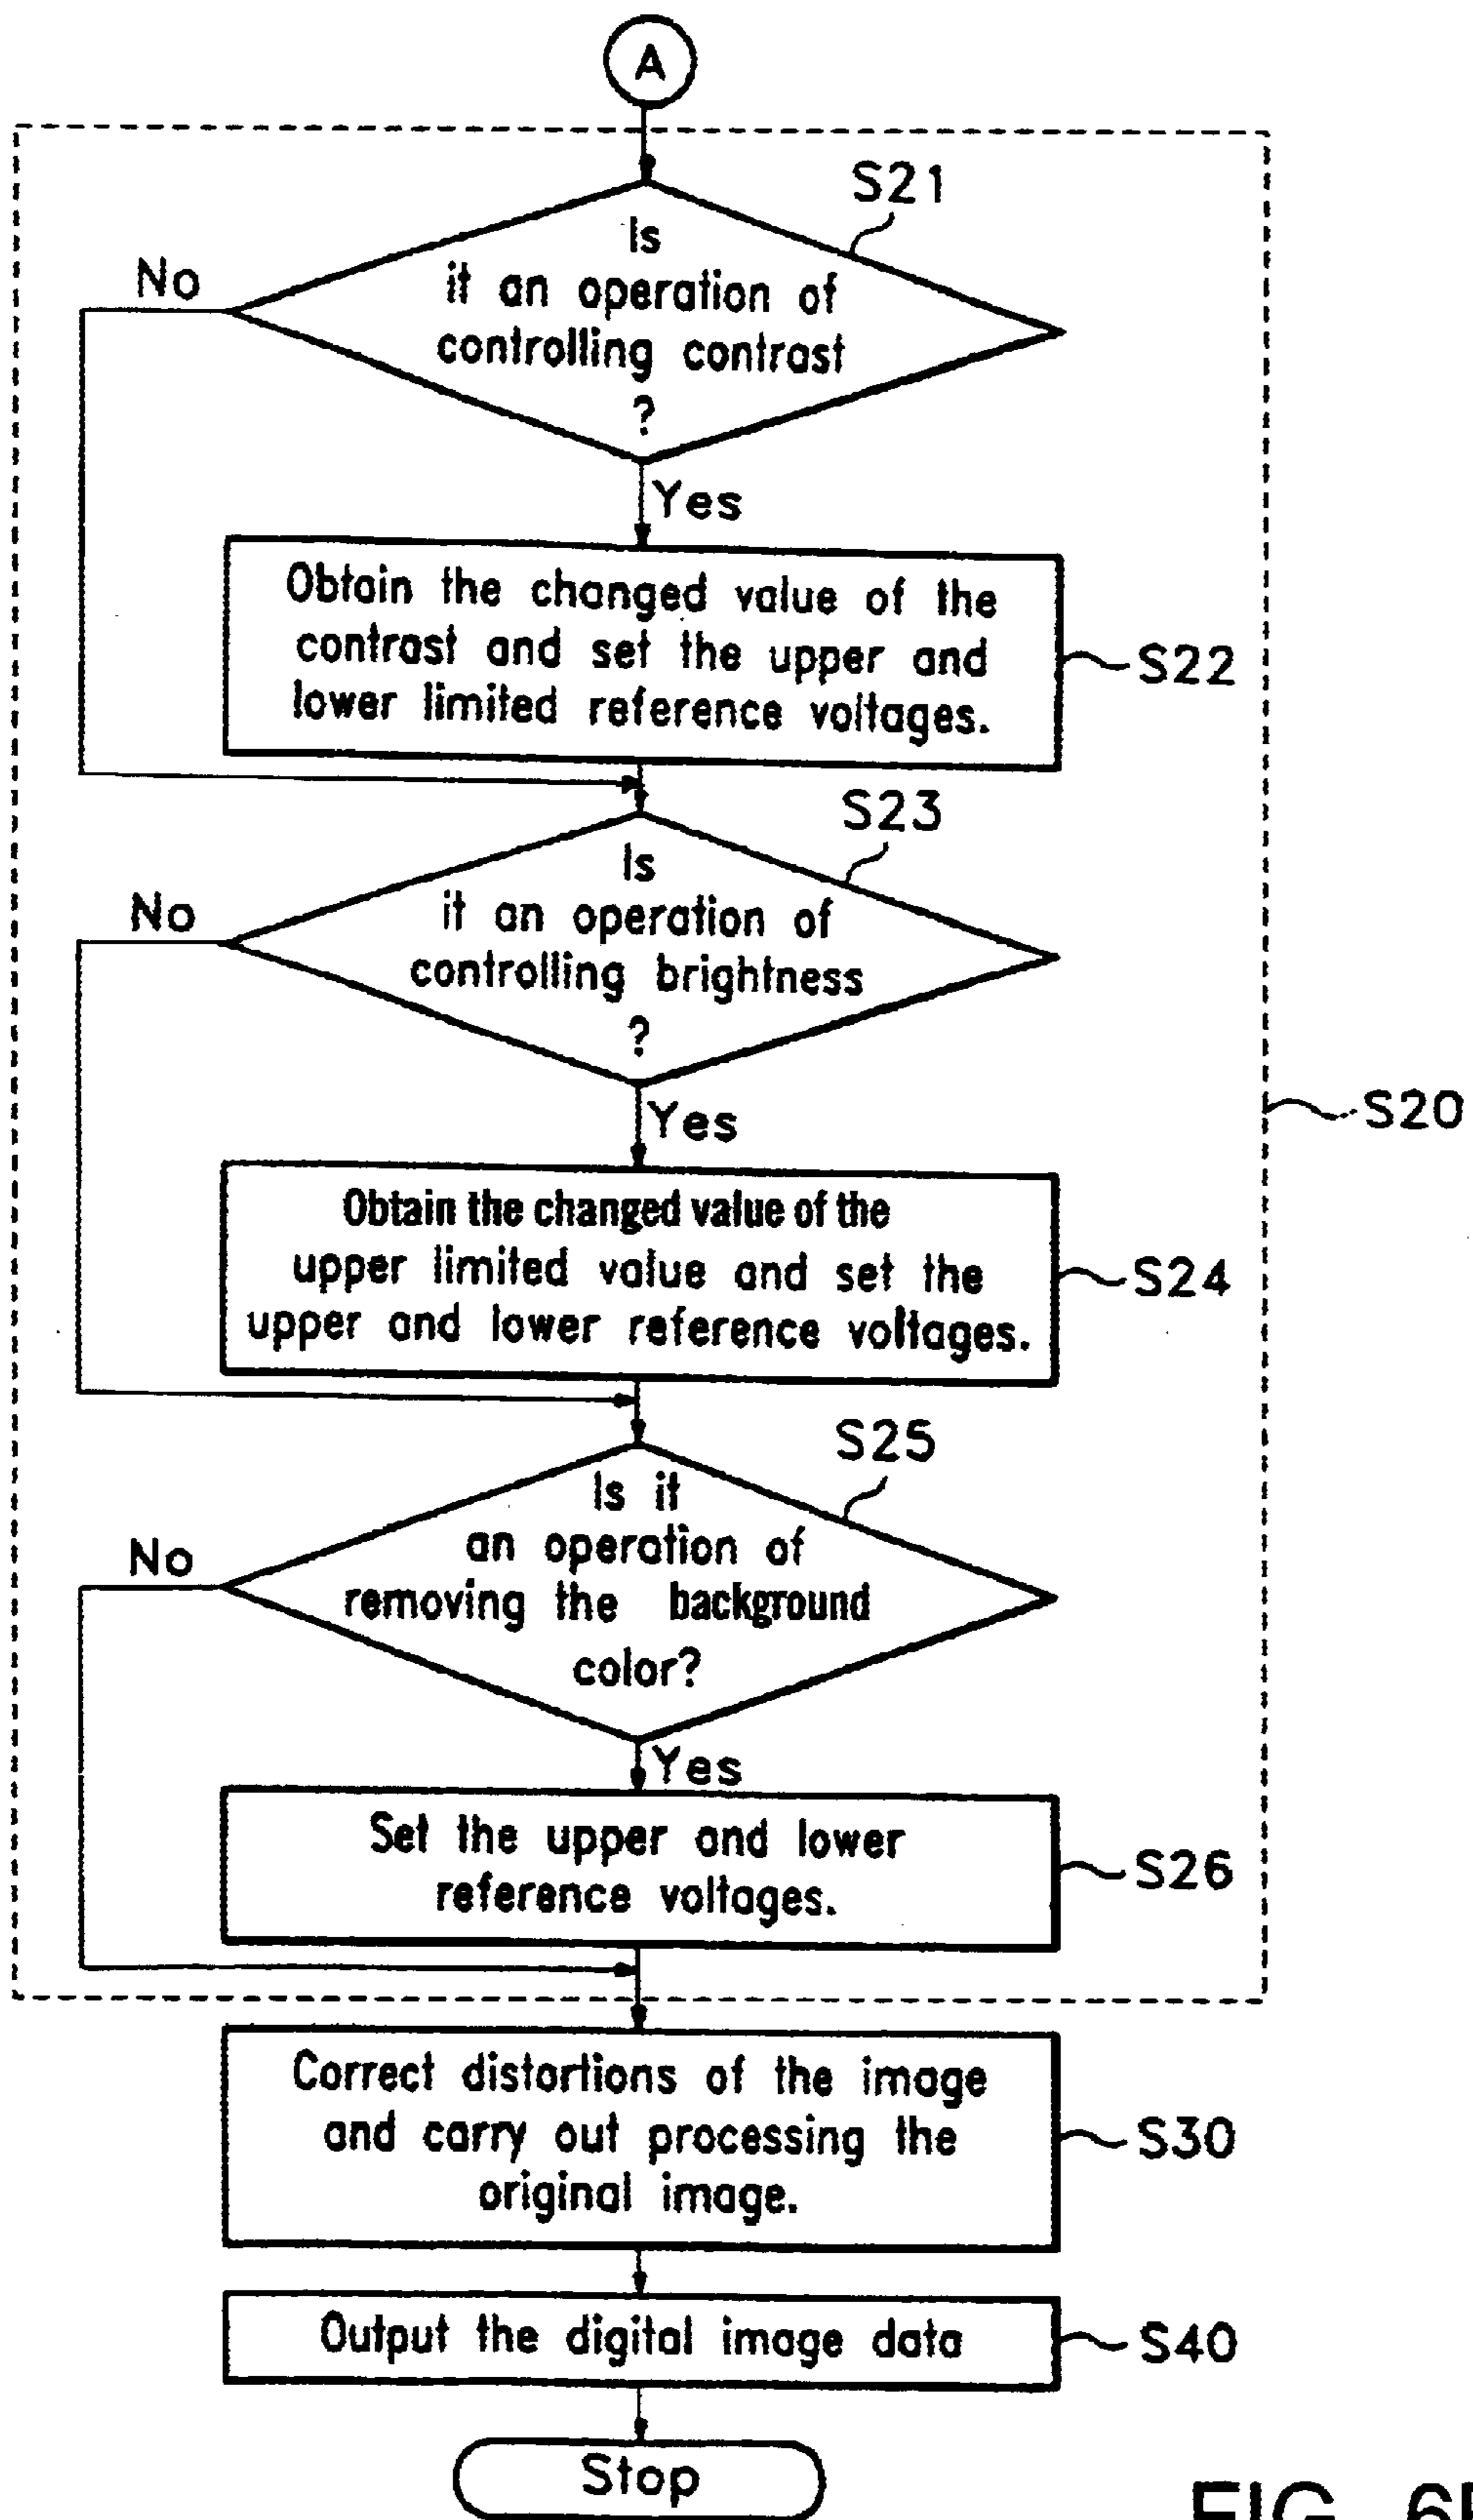 A
S21
Is
it an operation of
controlling contrast
?
No
Yes
Obtain the changed value of the
contrast and set the upper and
lower limited reference voltages.
S22
S23
Is
it an operation of
controlling brightness
?
No
Yes
S20
Obtain the changed value of the
upper limited value and set the
upper and lower reference voltages.
S24
S25
Is it
an operation of
removing the background
color?
No
Yes
Set the upper and lower
reference voltages.
S26
Correct distortions of the image
and carry out processing the
original image.
S30
Output the digital image data
S40
Stop
FIG.